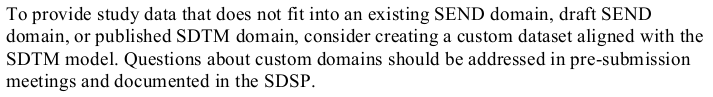 To provide study data that does not fit into an existing SEND domain, draft SEND
domain, or published SDTM domain, consider creating a custom dataset aligned with the
SDTM model. Questions about custom domains should be addressed in pre-submission
meetings and documented in the SDSP.